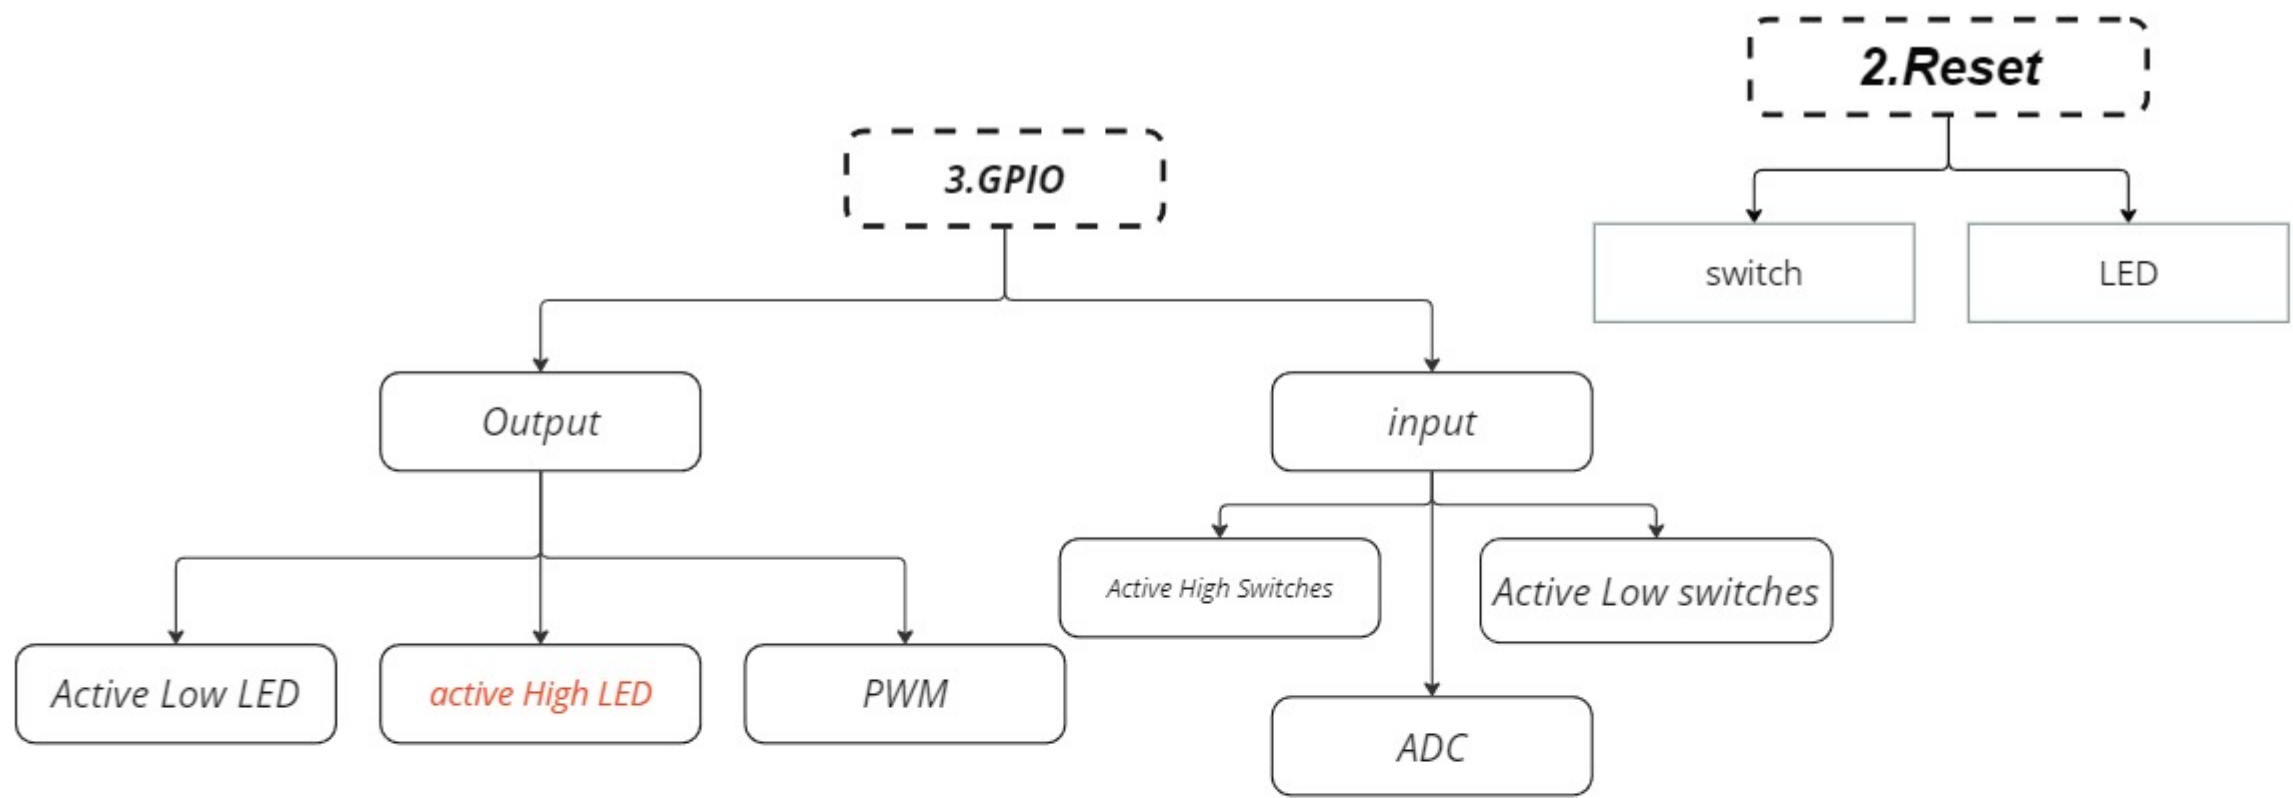 2.Reset
3.GPIO
switch
LED
Output
input
Active High Switches
Active Low switches
Active Low LED
active High LED
PWM
ADC